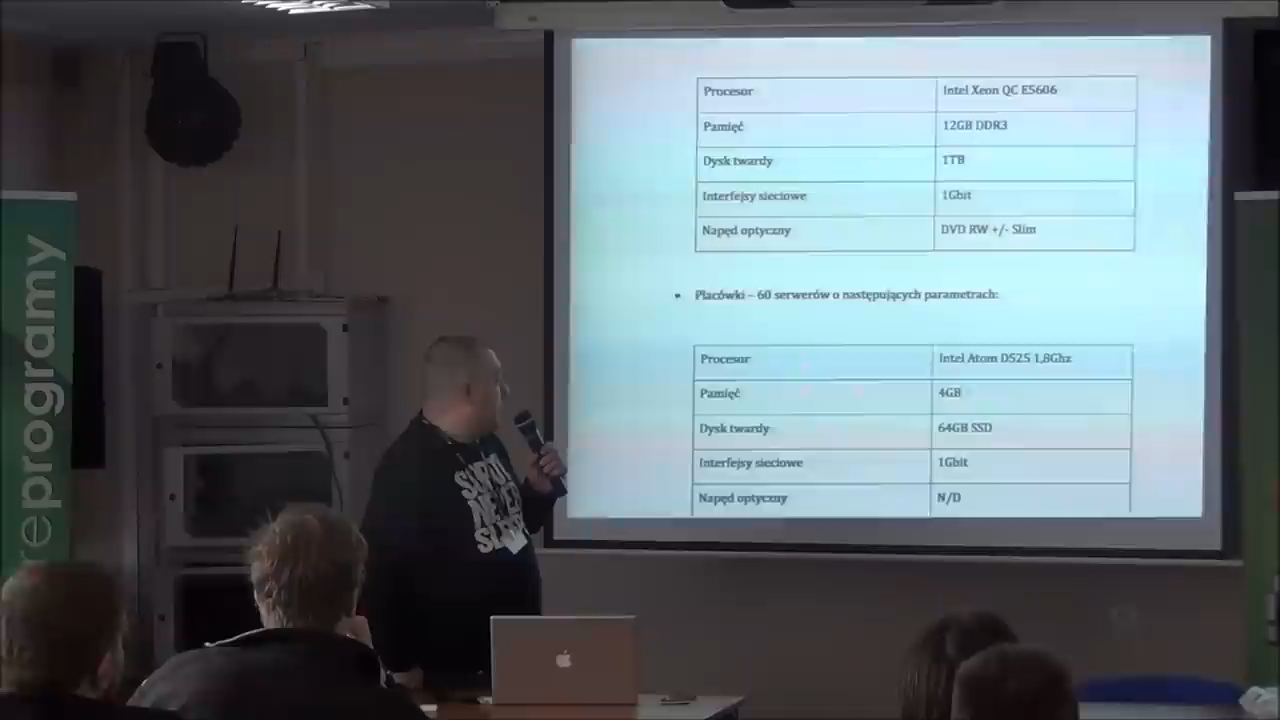 Procesor Intel Xeon QC E5606
Pamięć 12GB DDR3
Dysk twardy 1TB
Interfejsy sieciowe 1Gbit
Napęd optyczny DVD RW +/- Slim
• Placówki – 60 serwerów o następujących parametrach:
Procesor Intel Atom D525 1,8Ghz
Pamięć 4GB
Dysk twardy 64GB SSD
Interfejsy sieciowe 1Gbit
Napęd optyczny N/D
reprogramy
NEVER